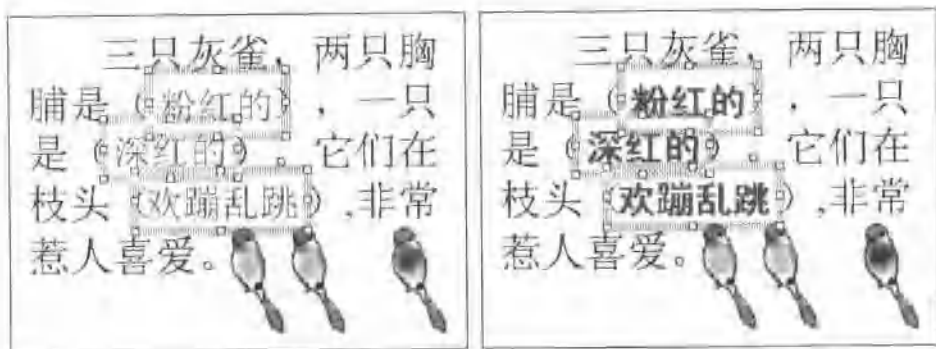 三只灰雀，两只胸
脯是（粉红的），一只
是（深红的）。它们在
枝头（欢蹦乱跳）,非常
惹人喜爱。
三只灰雀，两只胸
脯是（粉红的），一只
是（深红的）。它们在
枝头（欢蹦乱跳）,非常
惹人喜爱。